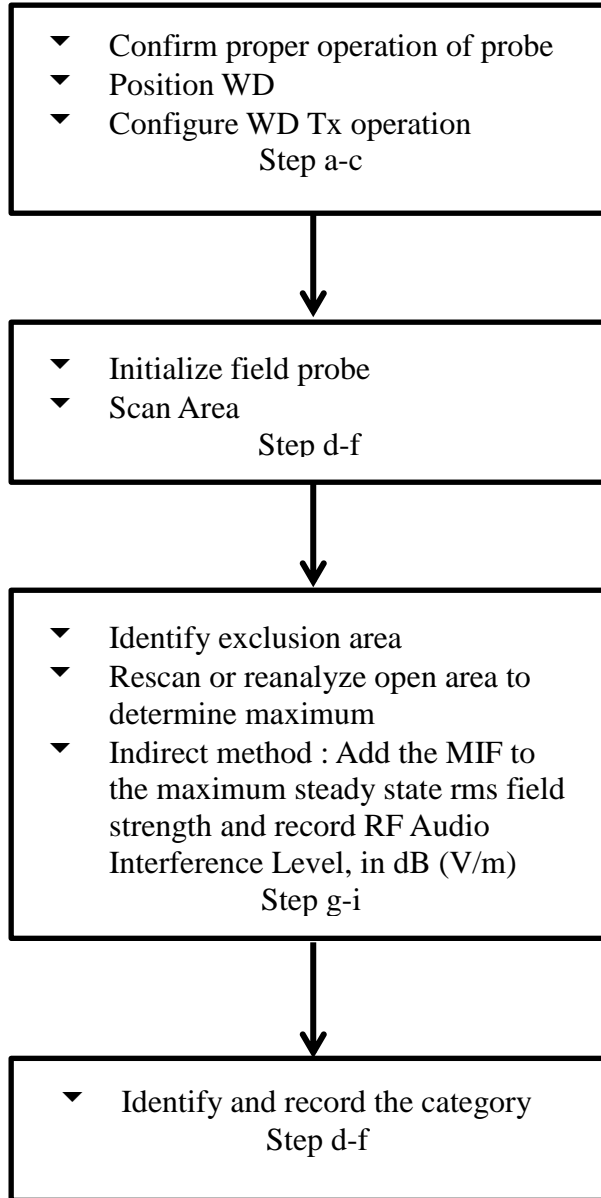 Confirm proper operation of probe
Position WD
Configure WD Tx operation
Step a-c
Initialize field probe
Scan Area
Step d-f
Identify exclusion area
Rescan or reanalyze open area to
determine maximum
Indirect method : Add the MIF to
the maximum steady state rms field
strength and record RF Audio
Interference Level, in dB (V/m)
Step g-i
Identify and record the category
Step d-f